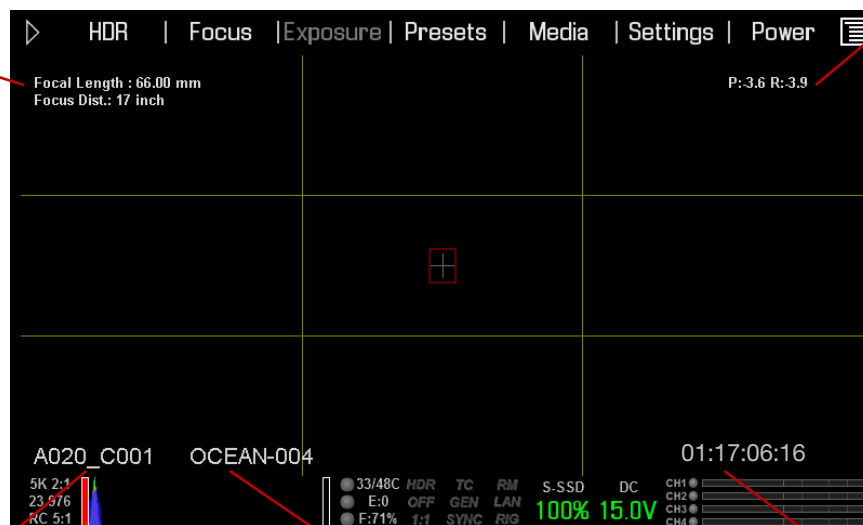 HDR | Focus | Exposure | Presets | Media | Settings | Power
Focal Length : 66.00 mm
Focus Dist.: 17 inch
P:-3.6 R:-3.9
A020_C001 OCEAN-004 01:17:06:16
5K 2:1 33/48C HDR TC RM S-SSD DC CH1
23.976 E:0 OFF GEN LAN 100% 15.0V CH2
RC 5:1 F:71% 1:1 SYNC RIG CH3
CH4